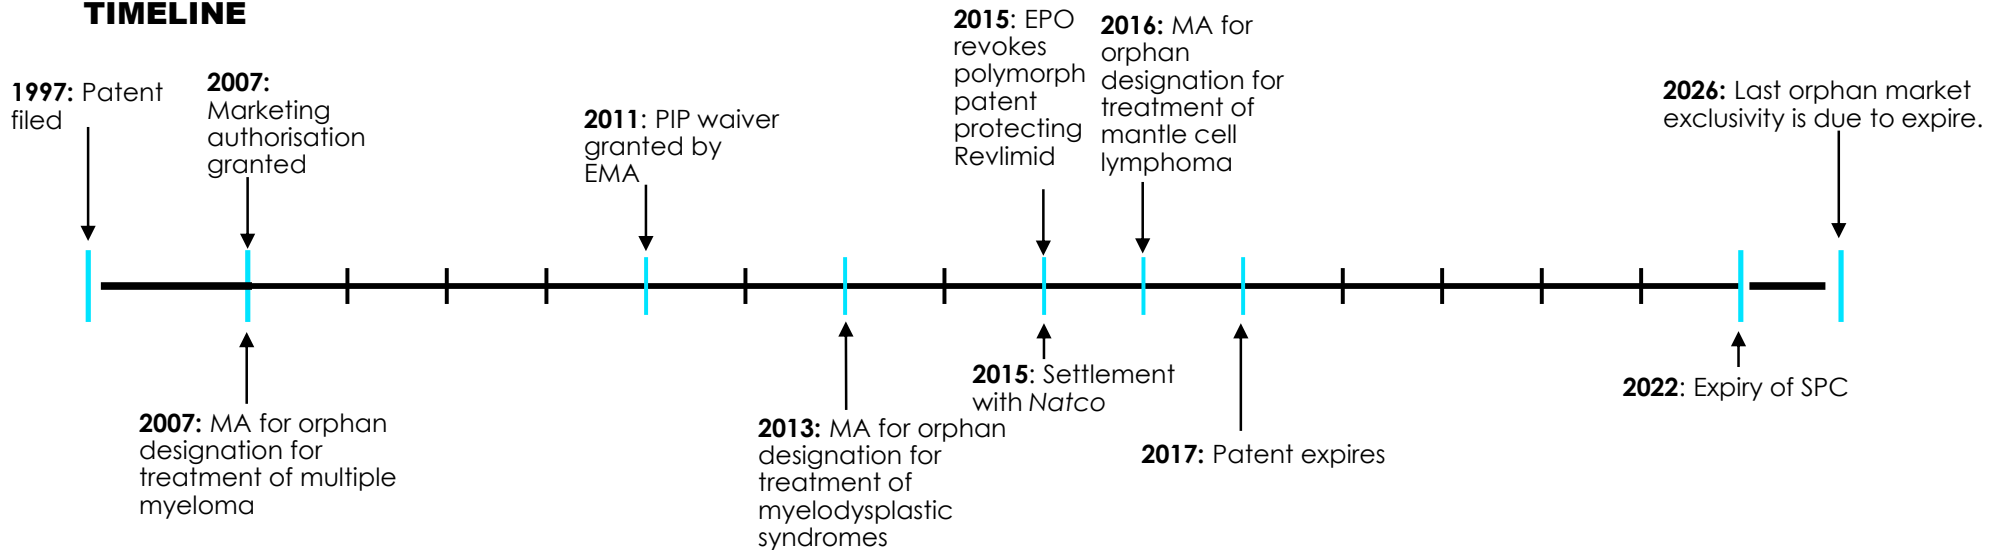 TIMELINE
1997: Patent
filed
2007:
Marketing
authorisation
granted
2011: PIP waiver
granted by
EMA
2015: EPO
revokes
polymorph
patent
protecting
Revlimid
2016: MA for
orphan
designation for
treatment of
mantle cell
lymphoma
2026: Last orphan market
exclusivity is due to expire.
2007: MA for orphan
designation for
treatment of multiple
myeloma
2013: MA for orphan
designation for
treatment of
myelodysplastic
syndromes
2015: Settlement
with Natco
2017: Patent expires
2022: Expiry of SPC